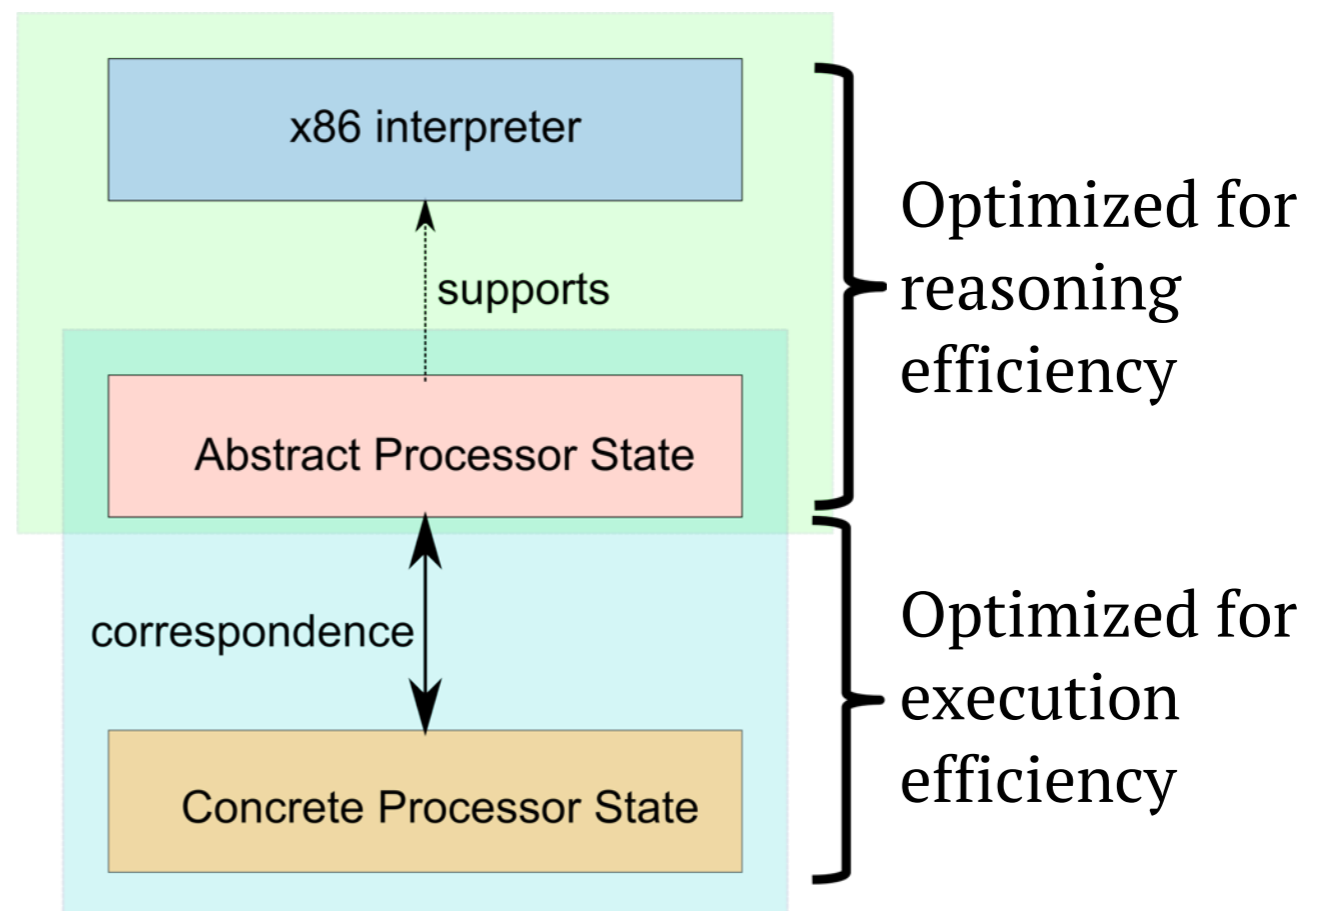 x86 interpreter
supports
Abstract Processor State
correspondence
Concrete Processor State
Optimized for
reasoning
efficiency
Optimized for
execution
efficiency